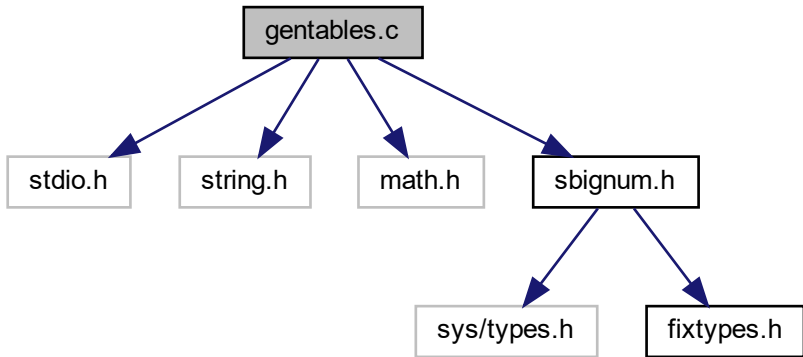 gentables.c
stdio.h
string.h
math.h
sbignum.h
sys/types.h
fixtypes.h